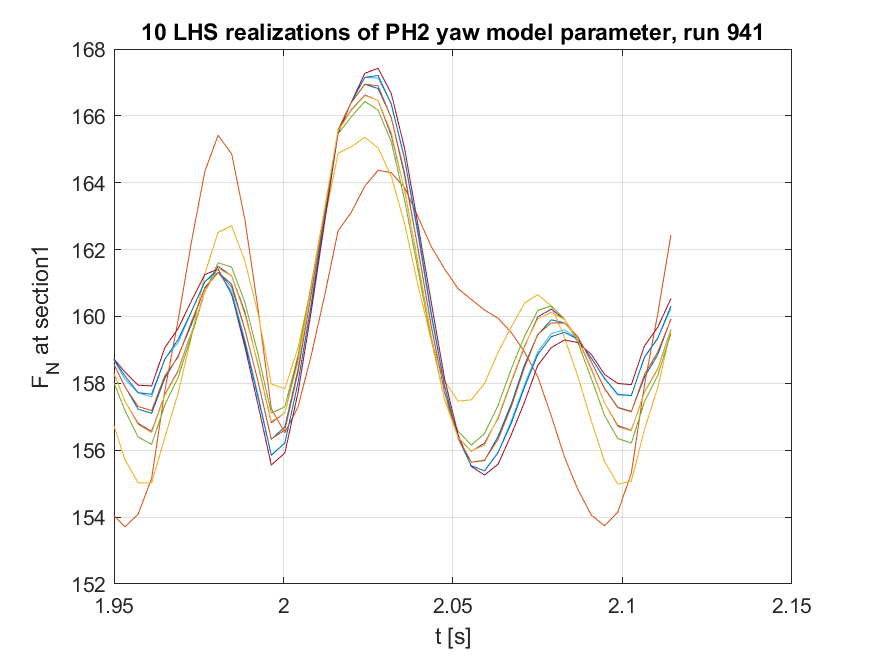 10 LHS realizations of PH2 yaw model parameter, run 941
168
166
164
162
160
158
156
154
152
F_N at section1
1.95 2 2.05 2.1 2.15
t [s]